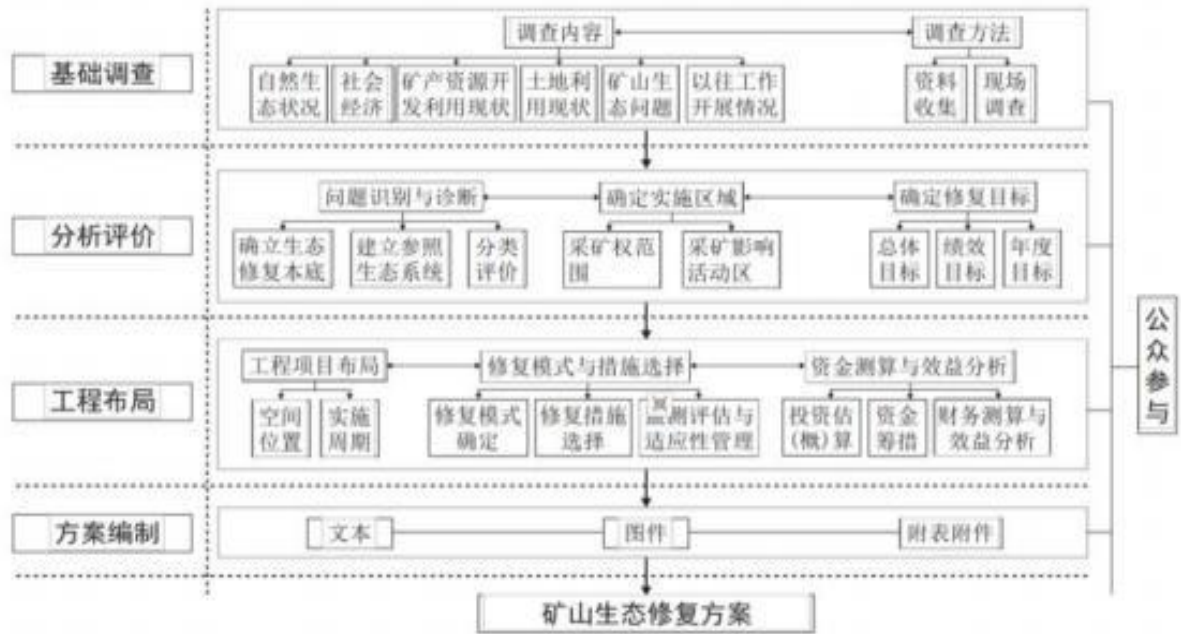 调查内容
调查方法
基础调查
自然生
态状况
社会
经济
矿产资源开
发利用现状
土地利
用现状
矿山生
态问题
以往工作
开展情况
资料
收集
现场
调查
问题识别与诊断
确定实施区域
确定修复目标
分析评价
确立生态
修复本底
建立参照
生态系统
分类
评价
采矿权范
围
采矿影响
活动区
总体
目标
绩效
目标
年度
目标
公众参与
工程项目布局
修复模式与措施选择
资金测算与效益分析
工程布局
空间
位置
实施
周期
修复模式
确定
修复措施
选择
监测评估与
适应性管理
投资估
(概)算
资金
筹措
财务测算与
效益分析
方案编制
文本
图件
附表附件
矿山生态修复方案